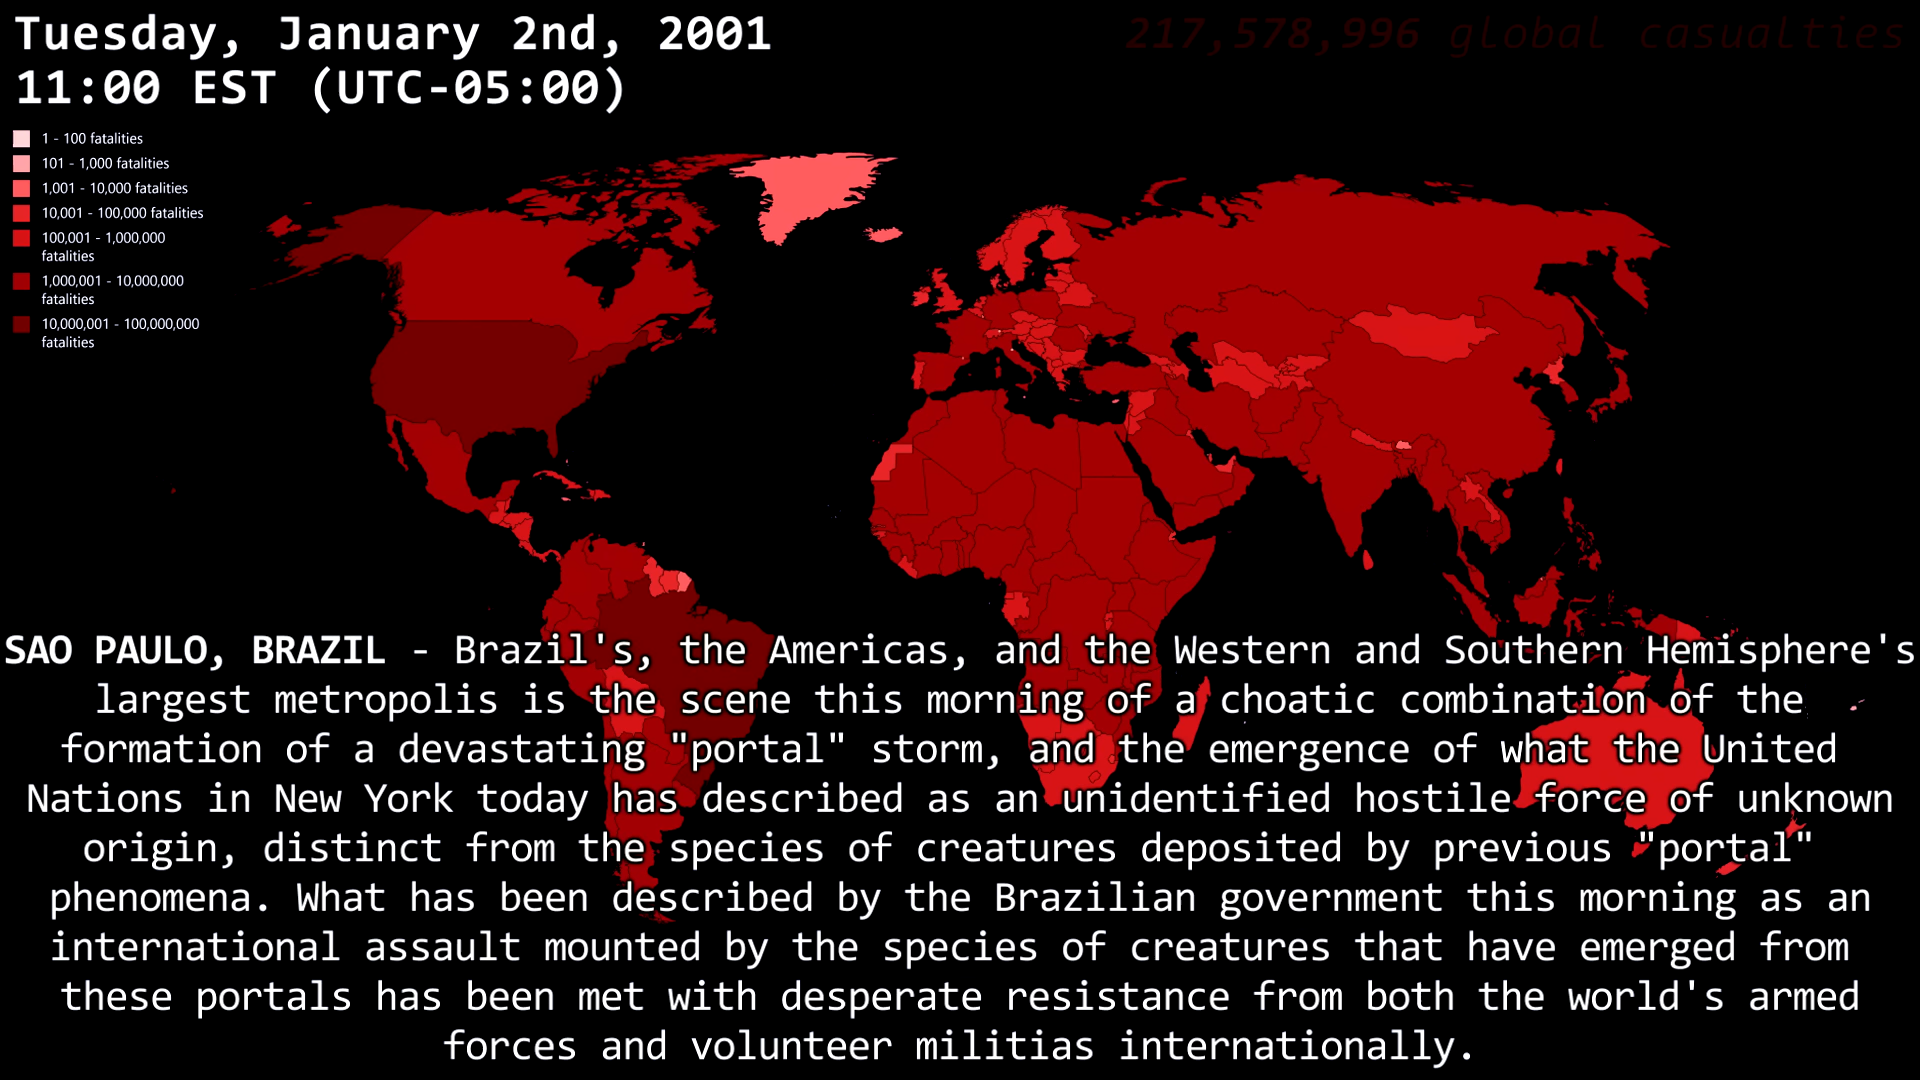 Tuesday, January 2nd, 2001
217,578,996 global casualties
11:00 EST (UTC-05:00)
1 - 100 fatalities
101 - 1,000 fatalities
1,001 - 10,000 fatalities
10,001 - 100,000 fatalities
100,001 - 1,000,000
fatalities
1,000,001 - 10,000,000
fatalities
10,000,001 - 100,000,000
fatalities
SAO PAULO, BRAZIL - Brazil's, the Americas, and the Western and Southern Hemisphere's
largest metropolis is the scene this morning of a choatic combination of the
formation of a devastating "portal" storm, and the emergence of what the United
Nations in New York today has described as an unidentified hostile force of unknown
origin, distinct from the species of creatures deposited by previous "portal"
phenomena. What has been described by the Brazilian government this morning as an
international assault mounted by the species of creatures that have emerged from
these portals has been met with desperate resistance from both the world's armed
forces and volunteer militias internationally.